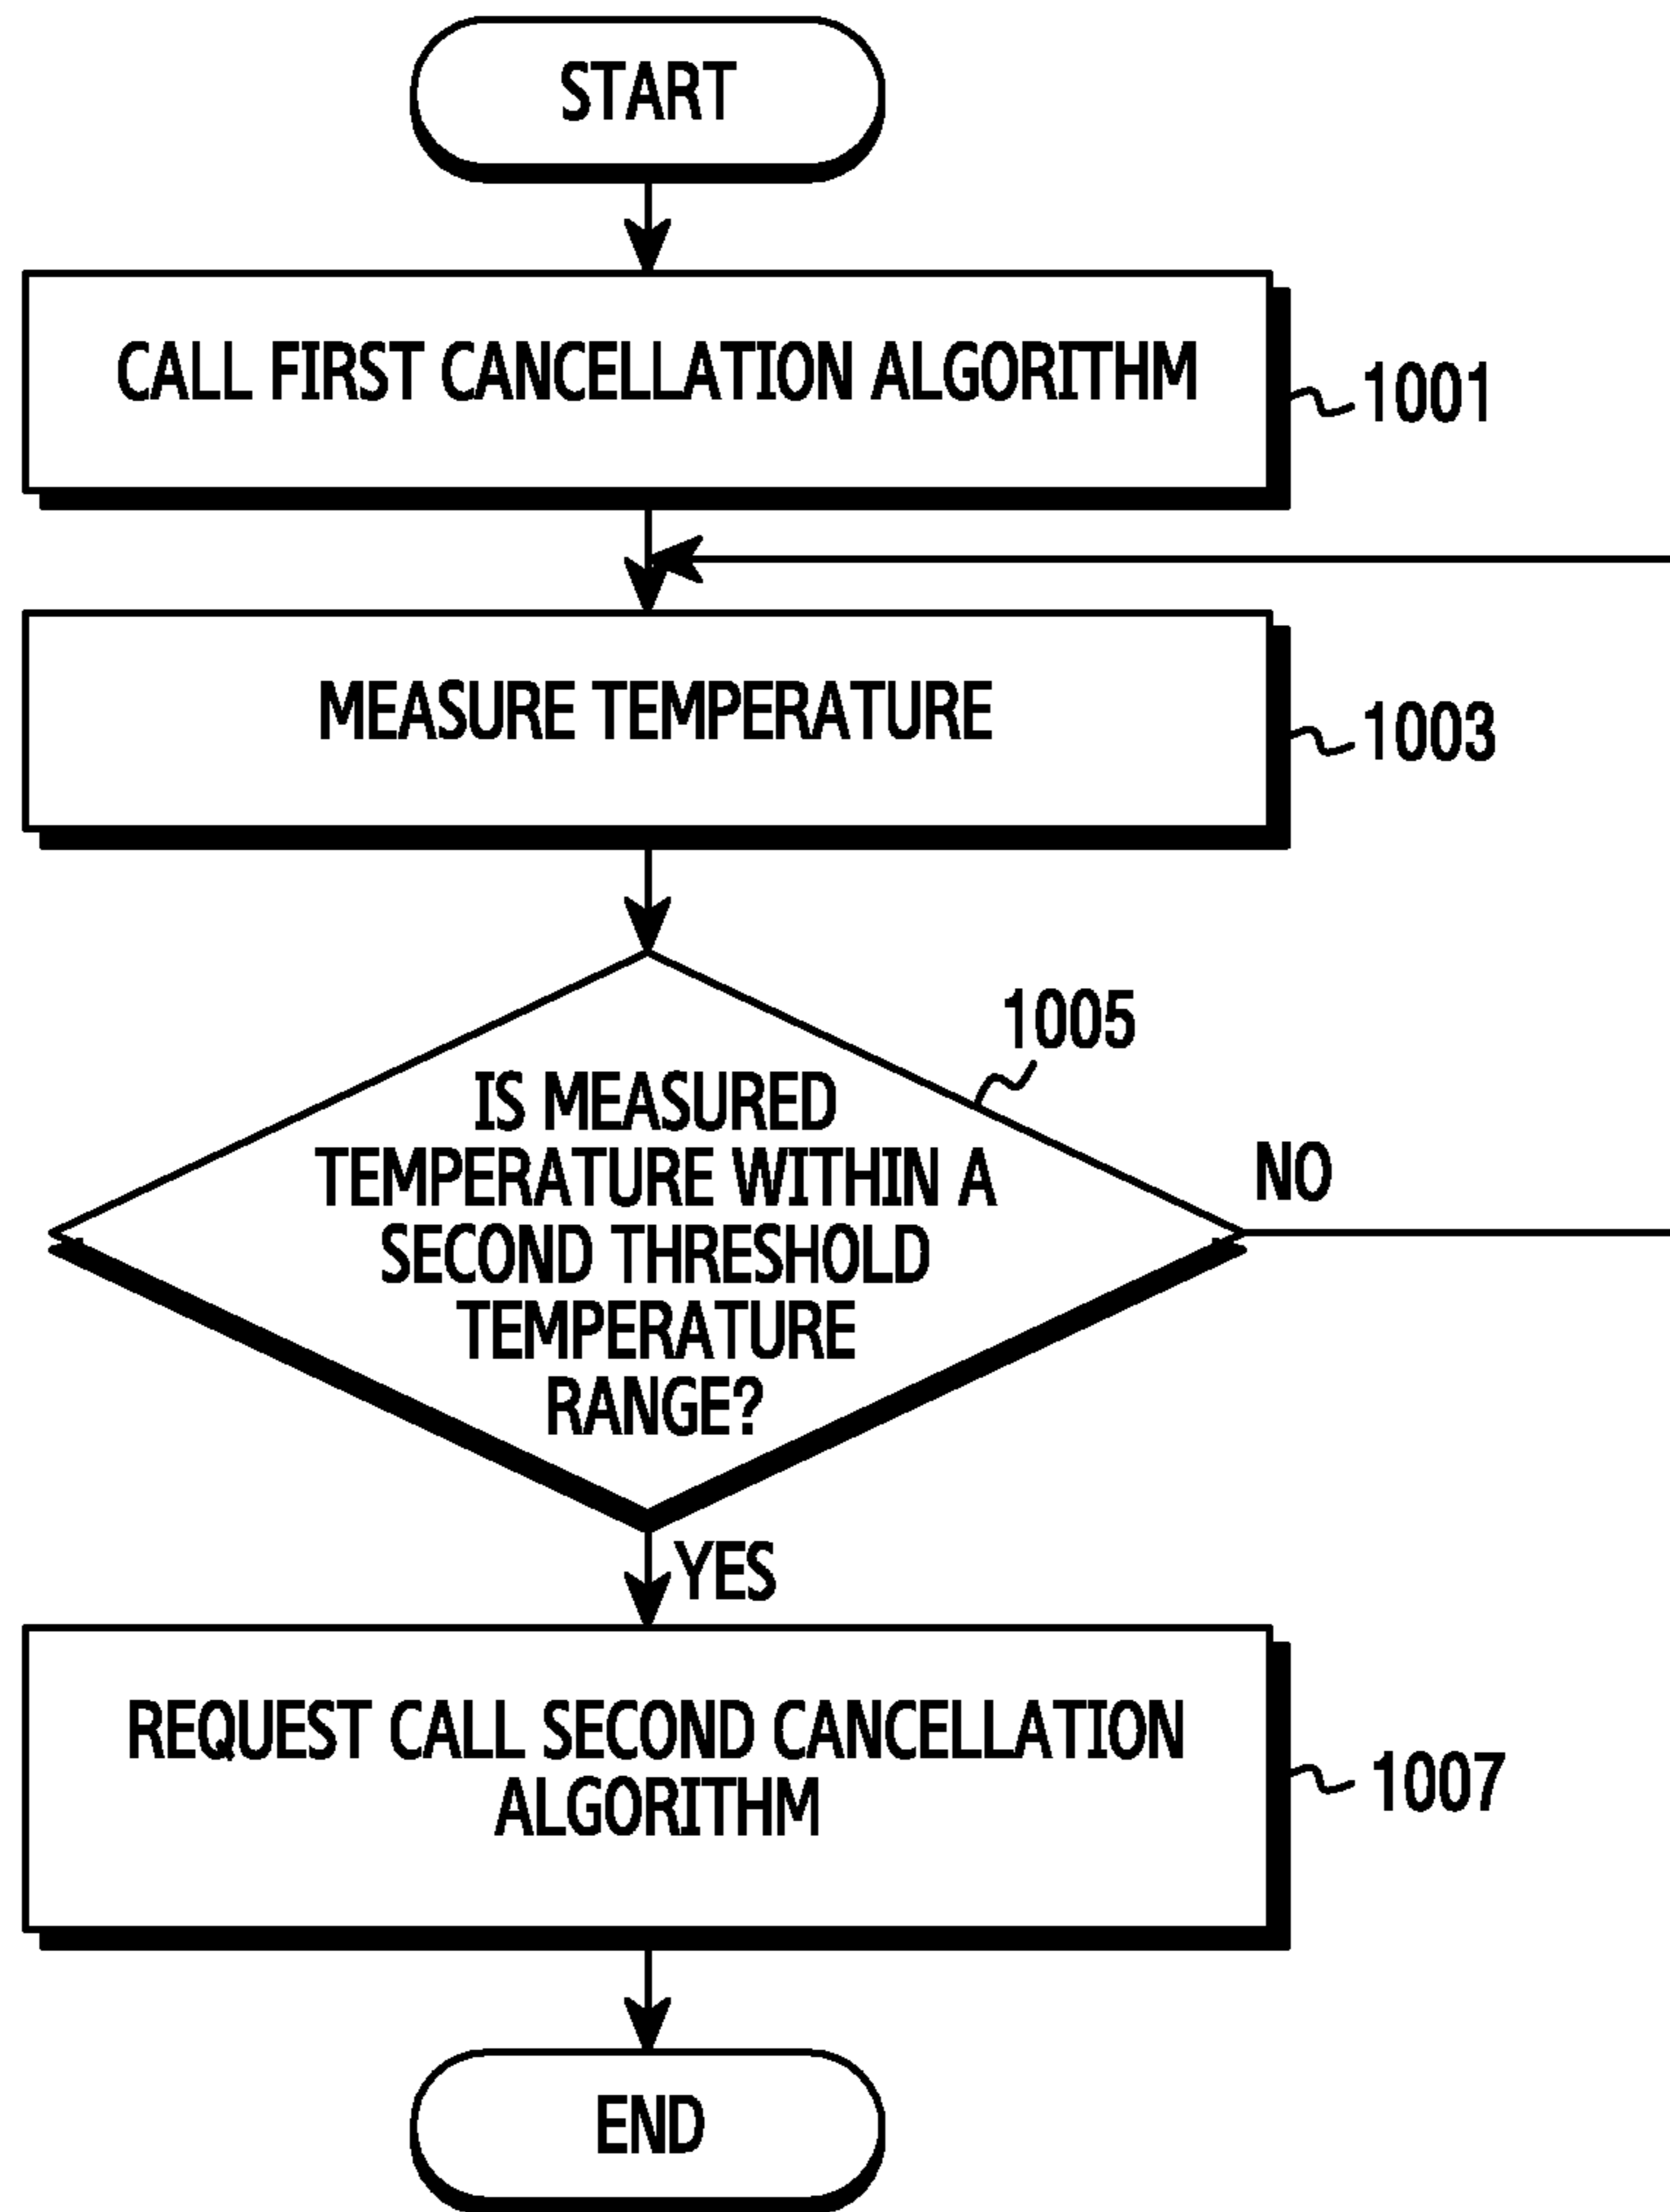 START
CALL FIRST CANCELLATION ALGORITHM
1001
MEASURE TEMPERATURE
1003
1005
IS MEASURED
TEMPERATURE WITHIN A
SECOND THRESHOLD
TEMPERATURE
RANGE?
NO
YES
REQUEST CALL SECOND CANCELLATION
ALGORITHM
1007
END